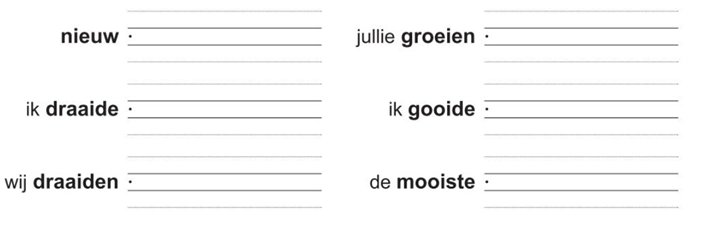 nieuw
jullie groeien
ik draaide
ik gooide
wij draaiden
de mooiste